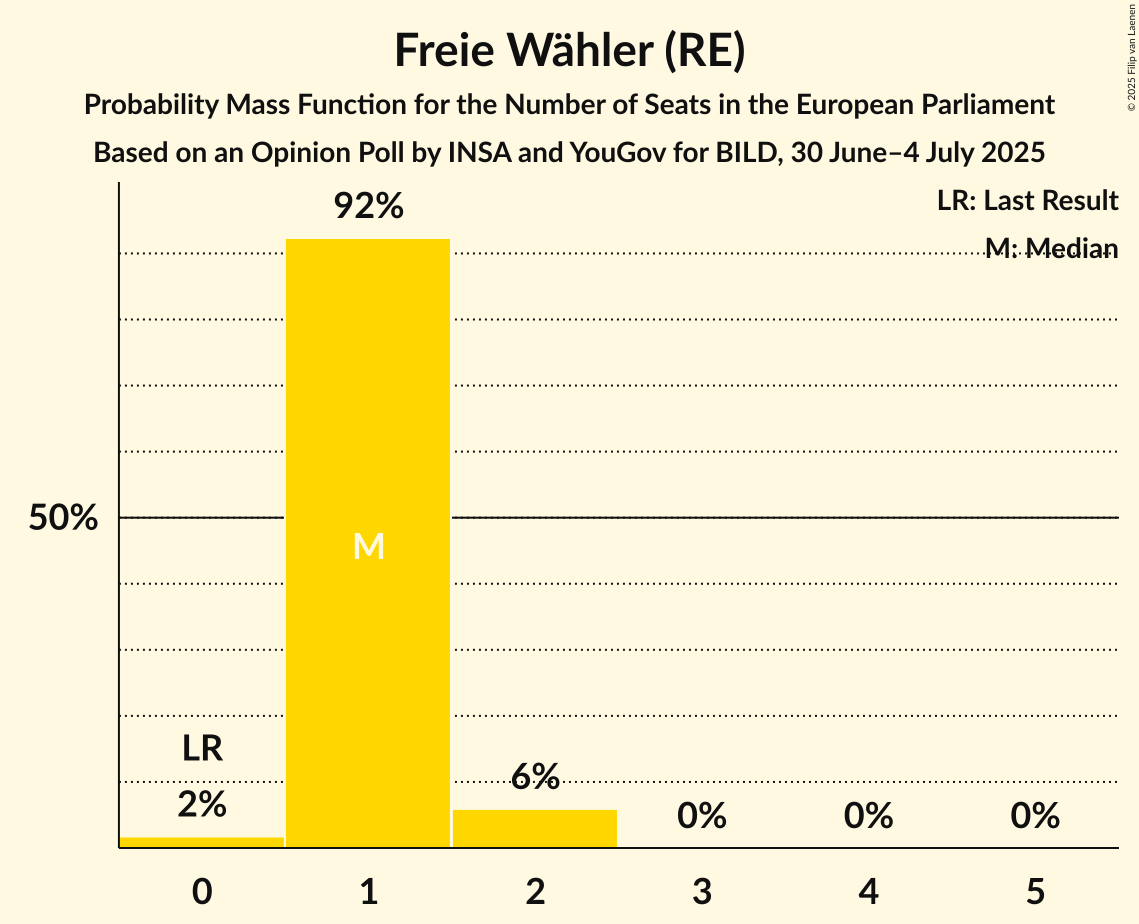 Freie Wähler (RE)
Probability Mass Function for the Number of Seats in the European Parliament
Based on an Opinion Poll by INSA and YouGov for BILD, 30 June–4 July 2025
© 2025 Filip van Laenen
LR: Last Result
M: Median
92%
50%
M
LR
2%
6%
0%
0%
0%
0
1
2
3
4
5